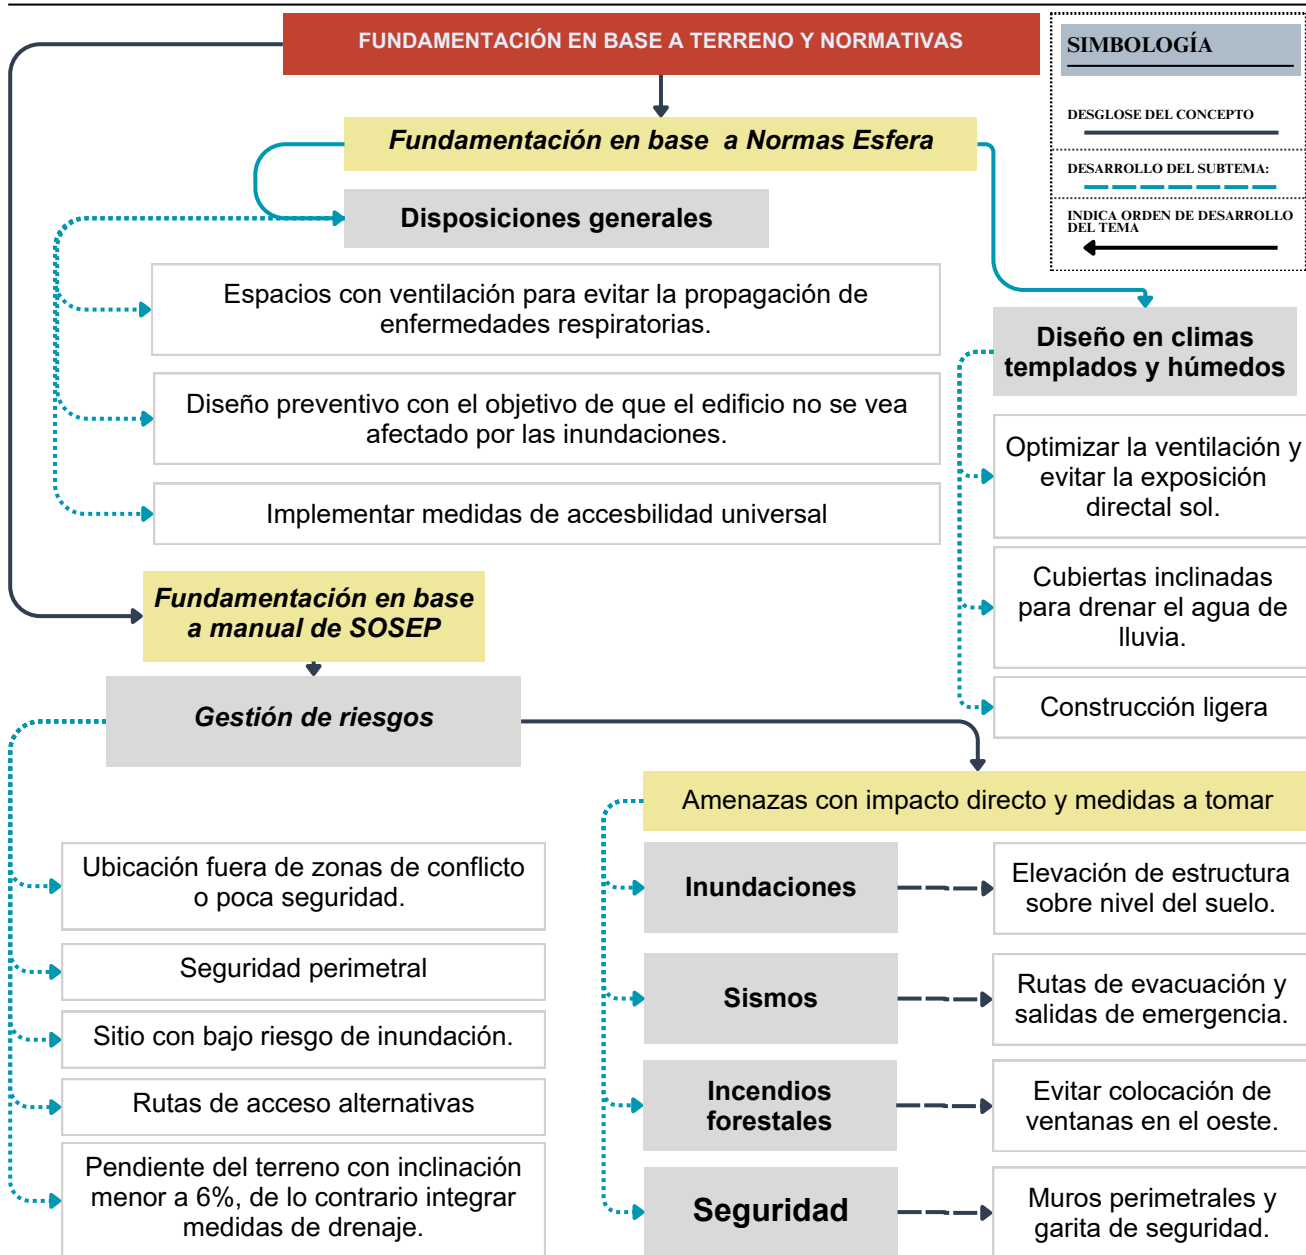 FUNDAMENTACIÓN EN BASE A TERRENO Y NORMATIVAS
SIMBOLOGÍA
DESGLOSE DEL CONCEPTO
DESARROLLO DEL SUBTEMA:
INDICA ORDEN DE DESARROLLO
DEL TEMA
Fundamentación en base a Normas Esfera
Disposiciones generales
Espacios con ventilación para evitar la propagación de
enfermedades respiratorias.
Diseño preventivo con el objetivo de que el edificio no se vea
afectado por las inundaciones.
Implementar medidas de accesbilidad universal
Diseño en climas
templados y húmedos
Optimizar la ventilación y
evitar la exposición
directal sol.
Cubiertas inclinadas
para drenar el agua de
lluvia.
Construcción ligera
Fundamentación en base
a manual de SOSEP
Gestión de riesgos
Ubicación fuera de zonas de conflicto
o poca seguridad.
Seguridad perimetral
Sitio con bajo riesgo de inundación.
Rutas de acceso alternativas
Pendiente del terreno con inclinación
menor a 6%, de lo contrario integrar
medidas de drenaje.
Amenazas con impacto directo y medidas a tomar
Inundaciones
Elevación de estructura
sobre nivel del suelo.
Sismos
Rutas de evacuación y
salidas de emergencia.
Incendios
forestales
Evitar colocación de
ventanas en el oeste.
Seguridad
Muros perimetrales y
garita de seguridad.